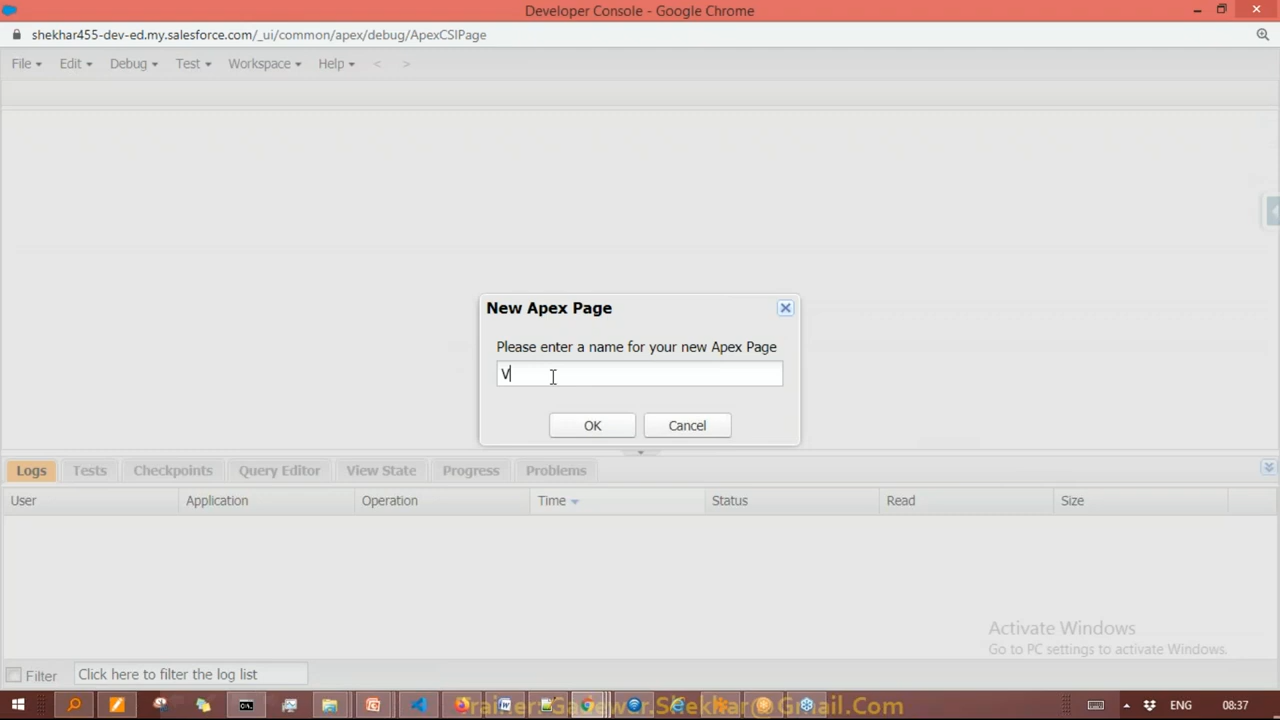 Developer Console - Google Chrome
shekhar455-dev-ed.my.salesforce.com/_ui/common/apex/debug/ApexCSIPage
File Edit Debug Test Workspace Help < >
New Apex Page
Please enter a name for your new Apex Page
V
OK Cancel
Logs Tests Checkpoints Query Editor View State Progress Problems
User Application Operation Time Status Read Size
Activate Windows
Go to PC settings to activate Windows.
Filter Click here to filter the log list
ENG 08:37